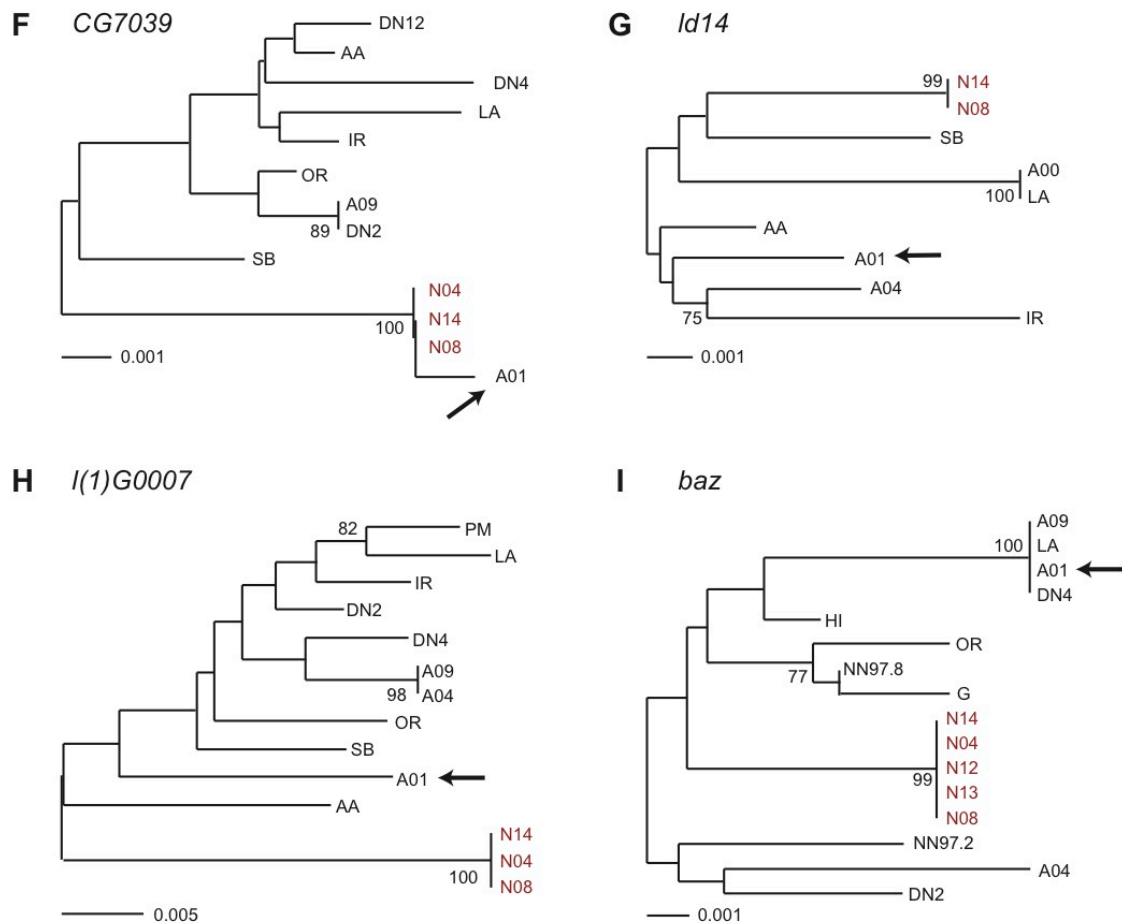 F CG7039
DN12
AA
DN4
LA
IR
OR
A09
89 DN2
SB
N04
100 N14
N08
A01
0.001
G ld14
99 N14
N08
SB
A00
100 LA
AA
A01
A04
75 IR
0.001
H l(1)G0007
82 PM
LA
IR
DN2
DN4
A09
98 A04
OR
SB
A01
AA
N14
N04
100 N08
0.005
I baz
A09
100 LA
A01
DN4
HI
OR
77 NN97.8
G
N14
N04
N12
99 N13
N08
NN97.2
A04
DN2
0.001